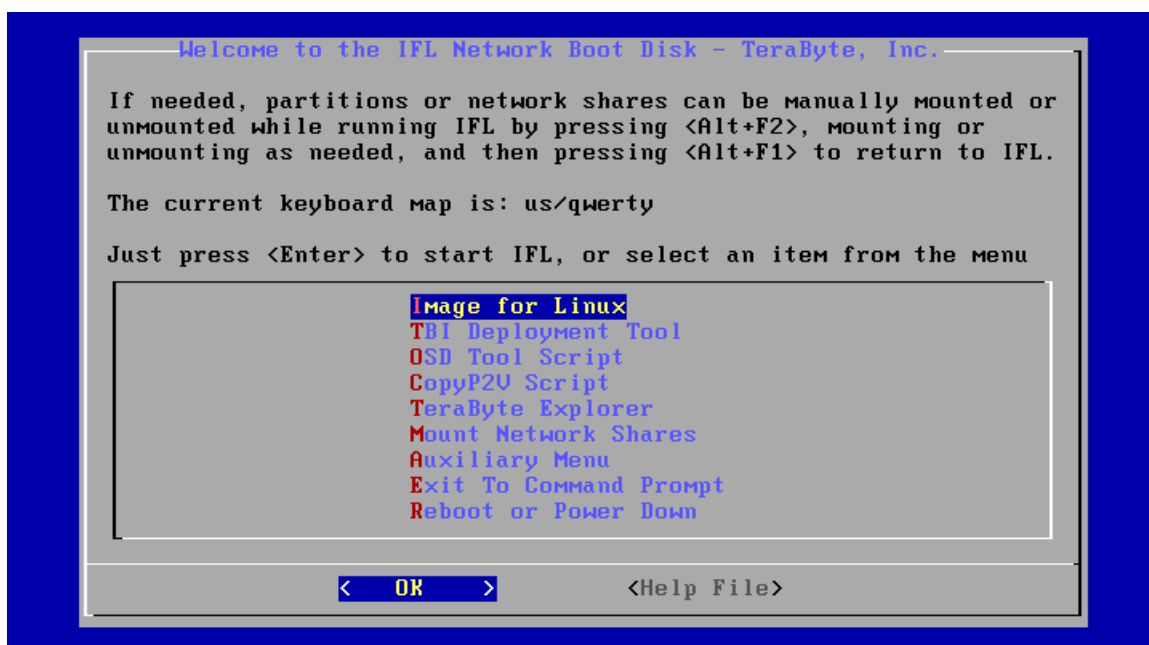 Welcome to the IFL Network Boot Disk - TeraByte, Inc.
If needed, partitions or network shares can be manually mounted or
unmounted while running IFL by pressing <Alt+F2>, mounting or
unmounting as needed, and then pressing <Alt+F1> to return to IFL.
The current keyboard map is: us/qwerty
Just press <Enter> to start IFL, or select an item from the menu
Image for Linux
TBI Deployment Tool
OSD Tool Script
CopyP2V Script
TeraByte Explorer
Mount Network Shares
Auxiliary Menu
Exit To Command Prompt
Reboot or Power Down
< OK > <Help File>